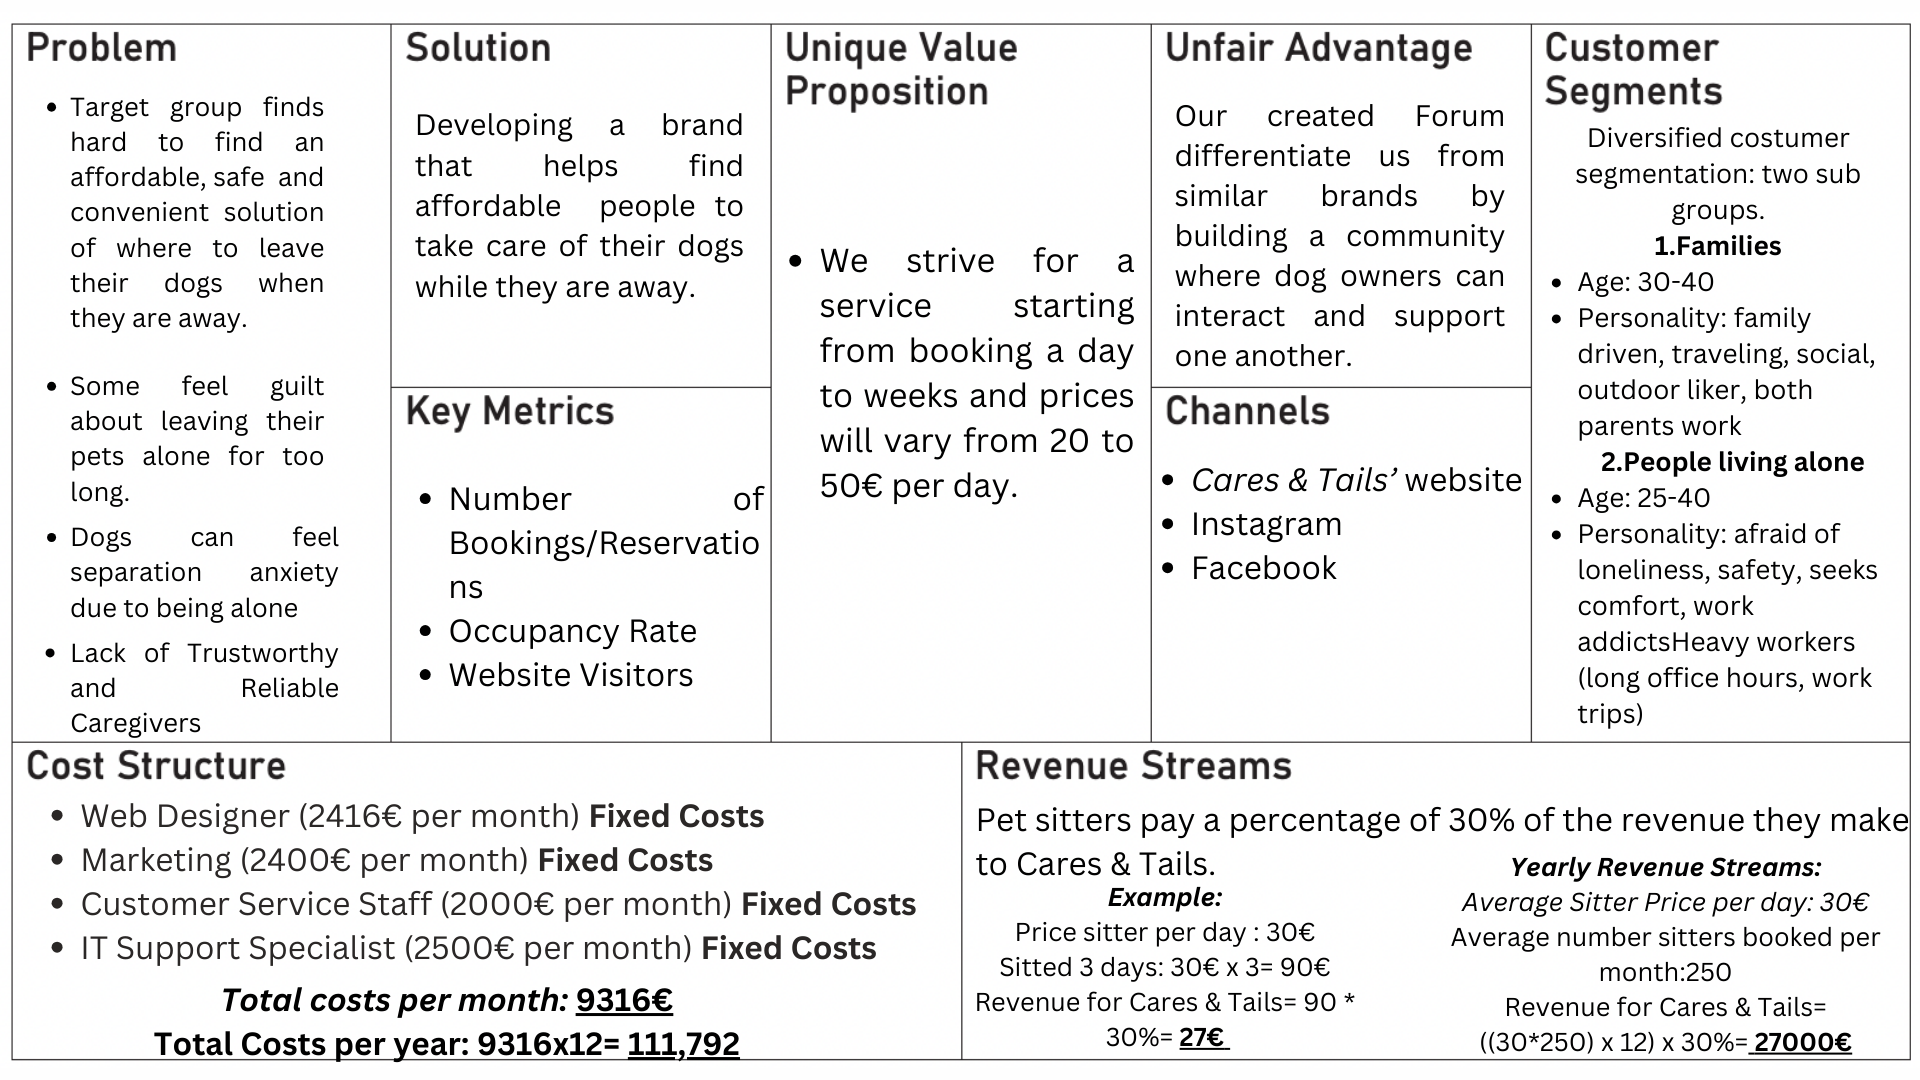 Problem
Target group finds
hard to find an
affordable, safe and
convenient solution
of where to leave
their dogs when
they are away.
Some feel guilt
about leaving their
pets alone for too
long.
Dogs can feel
separation anxiety
due to being alone
Lack of Trustworthy
and Reliable
Caregivers
Solution
Developing a brand
that helps find
affordable people to
take care of their dogs
while they are away.
Key Metrics
Number of
Bookings/Reservatio
ns
Occupancy Rate
Website Visitors
Unique Value
Proposition
We strive for a
service starting
from booking a day
to weeks and prices
will vary from 20 to
50€ per day.
Unfair Advantage
Our created Forum
differentiate us from
similar brands by
building a community
where dog owners can
interact and support
one another.
Channels
Cares & Tails’ website
Instagram
Facebook
Customer
Segments
Diversified costumer
segmentation: two sub
groups.
1.Families
Age: 30-40
Personality: family
driven, traveling, social,
outdoor liker, both
parents work
2.People living alone
Age: 25-40
Personality: afraid of
loneliness, safety, seeks
comfort, work
addictsHeavy workers
(long office hours, work
trips)
Cost Structure
Web Designer (2416€ per month) Fixed Costs
Marketing (2400€ per month) Fixed Costs
Customer Service Staff (2000€ per month) Fixed Costs
IT Support Specialist (2500€ per month) Fixed Costs
Total costs per month: 9316€
Total Costs per year: 9316x12= 111,792
Revenue Streams
Pet sitters pay a percentage of 30% of the revenue they make
to Cares & Tails.
Example:
Price sitter per day : 30€
Sitted 3 days: 30€ x 3= 90€
Revenue for Cares & Tails= 90 *
30%= 27€
Yearly Revenue Streams:
Average Sitter Price per day: 30€
Average number sitters booked per
month:250
Revenue for Cares & Tails=
((30*250) x 12) x 30%= 27000€